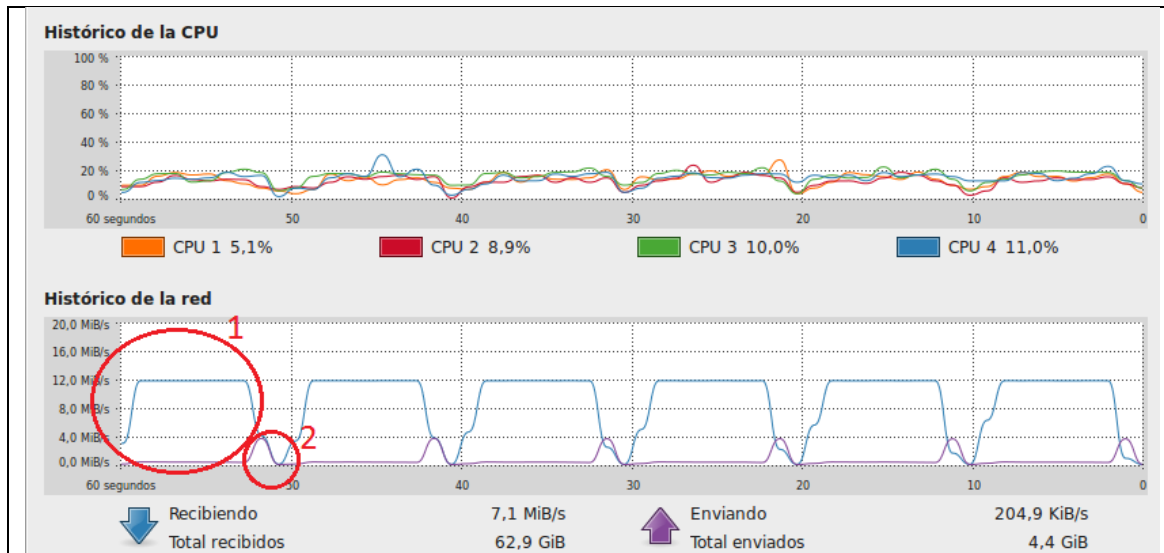 Histórico de la CPU
100 %
80 %
60 %
40 %
20 %
0 %
60 segundos 50 40 30 20 10 0
CPU 1 5,1% CPU 2 8,9% CPU 3 10,0% CPU 4 11,0%
Histórico de la red
1
20,0 MiB/s
16,0 MiB/s
12,0 MiB/s
8,0 MiB/s
4,0 MiB/s
2
0,0 MiB/s
60 segundos 50 40 30 20 10 0
Recibiendo 7,1 MiB/s Enviando 204,9 KiB/s
Total recibidos 62,9 GiB Total enviados 4,4 GiB